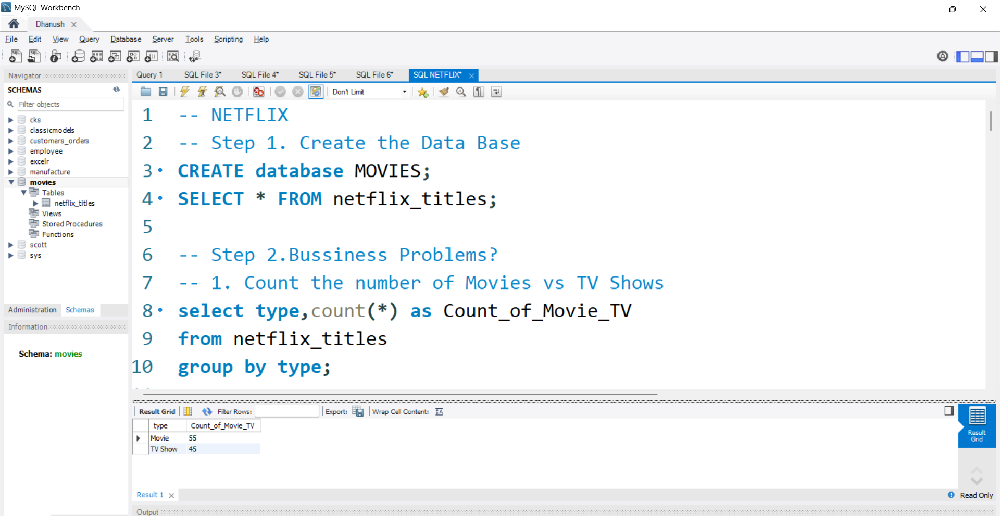 MySQL Workbench
Dhanush
File Edit View Query Database Server Tools Scripting Help
Navigator
SCHEMAS
Filter objects
cks
classicmodels
customers_orders
employee
excelr
manufacture
movies
Tables
netflix_titles
Views
Stored Procedures
Functions
scott
sys
Administration Schemas
Information
Schema: movies
Query 1 SQL File 3* SQL File 4* SQL File 5* SQL File 6* SQL NETFLIX*
Don't Limit
1 -- NETFLIX
2 -- Step 1. Create the Data Base
3 CREATE database MOVIES;
4 SELECT * FROM netflix_titles;
5
6 -- Step 2.Bussiness Problems?
7 -- 1. Count the number of Movies vs TV Shows
8 select type,count(*) as Count_of_Movie_TV
9 from netflix_titles
10 group by type;
Result Grid Filter Rows: Export: Wrap Cell Content:
type Count_of_Movie_TV
Movie 55
TV Show 45
Result
Grid
Result 1
Read Only
Output